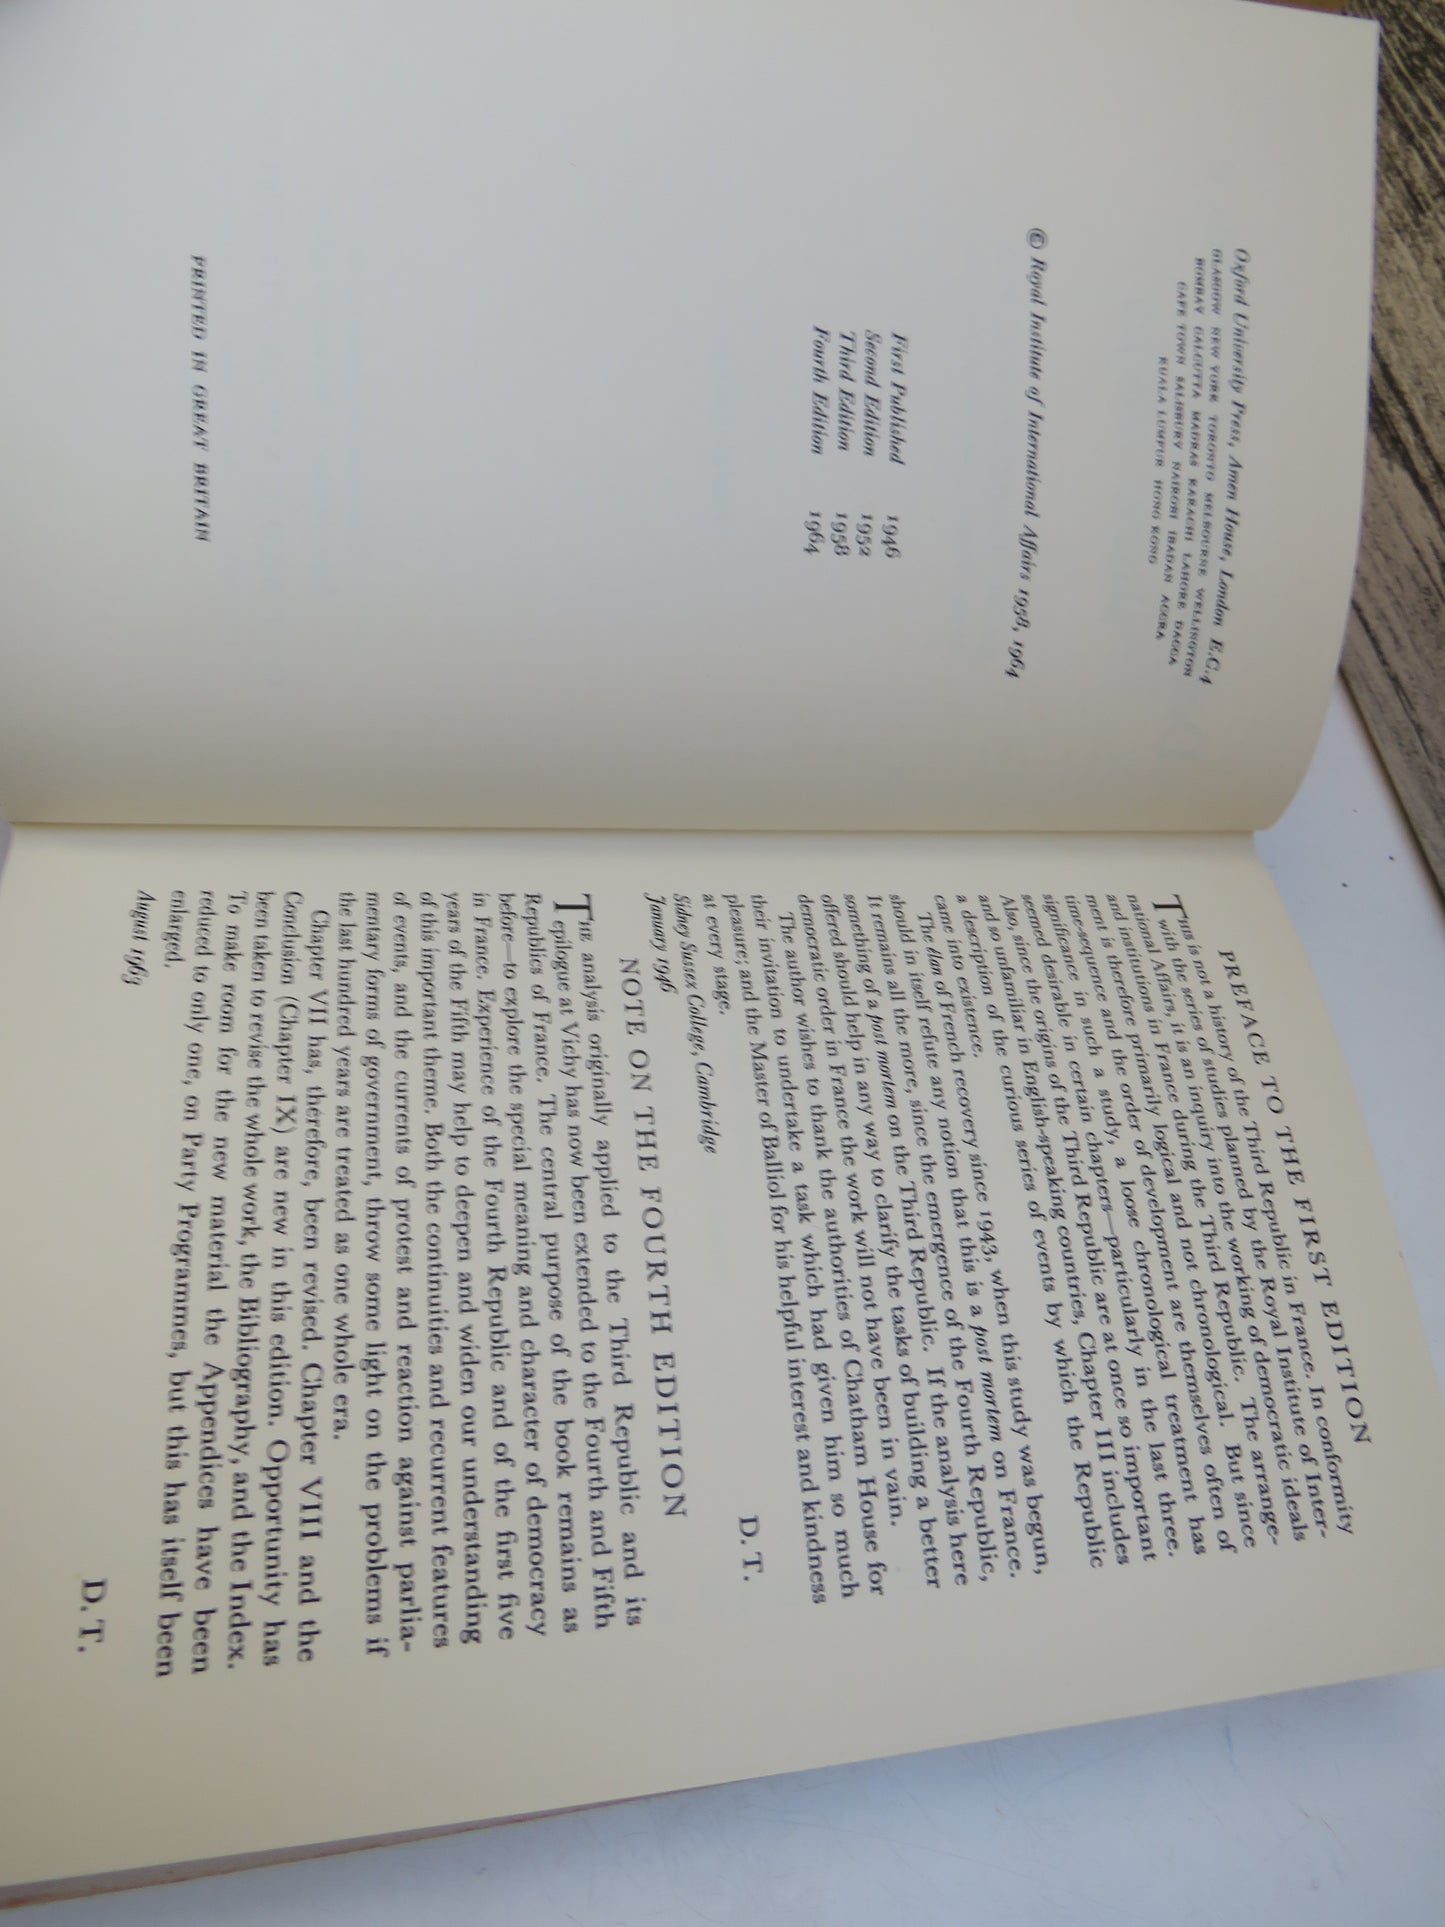 Oxford University Press, Amen House, London E.C.4
GLASGOW NEW YORK TORONTO MELBOURNE WELLINGTON
BOMBAY CALCUTTA MADRAS KARACHI LAHORE DACCA
CAPE TOWN SALISBURY NAIROBI IBADAN ACCRA
KUALA LUMPUR HONG KONG
© Royal Institute of International Affairs 1958, 1964
First Published 1946
Second Edition 1952
Third Edition 1958
Fourth Edition 1964
PRINTED IN GREAT BRITAIN
PREFACE TO THE FIRST EDITION
THIS is not a history of the Third Republic in France. In conformity
with the series of studies planned by the Royal Institute of Inter-
national Affairs, it is an inquiry into the working of democratic ideals
and institutions in France during the Third Republic. The arrange-
ment is therefore primarily logical and not chronological. But since
time-sequence and the order of development are themselves often of
significance in such a study, a loose chronological treatment has
seemed desirable in certain chapters—particularly in the last three.
Also, since the origins of the Third Republic are at once so important
and so unfamiliar in English-speaking countries, Chapter III includes
a description of the curious series of events by which the Republic
came into existence.
The élan of French recovery since 1943, when this study was begun,
should in itself refute any notion that this is a post mortem on France.
It remains all the more, since the emergence of the Fourth Republic,
something of a post mortem on the Third Republic. If the analysis here
offered should help in any way to clarify the tasks of building a better
democratic order in France the work will not have been in vain.
The author wishes to thank the authorities of Chatham House for
their invitation to undertake a task which had given him so much
pleasure; and the Master of Balliol for his helpful interest and kindness
at every stage.
D. T.
Sidney Sussex College, Cambridge
January 1946
NOTE ON THE FOURTH EDITION
THE analysis originally applied to the Third Republic and its
epilogue at Vichy has now been extended to the Fourth and Fifth
Republics of France. The central purpose of the book remains as
before—to explore the special meaning and character of democracy
in France. Experience of the Fourth Republic and of the first five
years of the Fifth may help to deepen and widen our understanding
of this important theme. Both the continuities and recurrent features
of events, and the currents of protest and reaction against parlia-
mentary forms of government, throw some light on the problems if
the last hundred years are treated as one whole era.
Chapter VII has, therefore, been revised. Chapter VIII and the
Conclusion (Chapter IX) are new in this edition. Opportunity has
been taken to revise the whole work, the Bibliography, and the Index.
To make room for the new material the Appendices have been
reduced to only one, on Party Programmes, but this has itself been
enlarged.
D. T.
August 1963